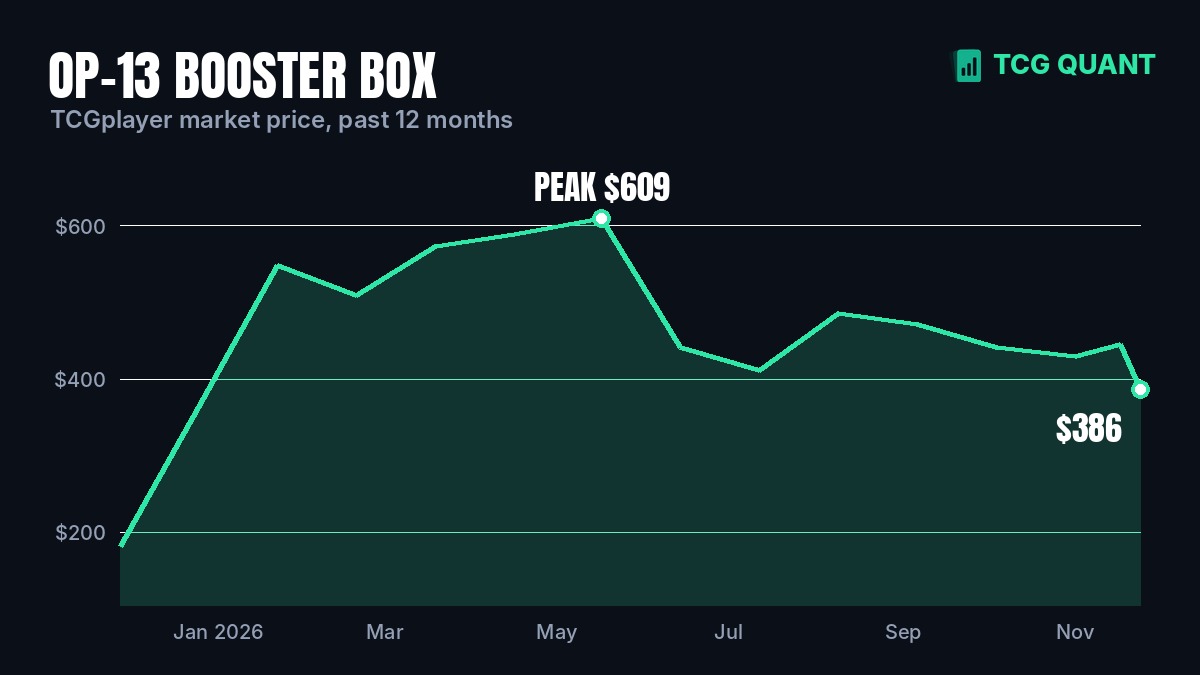 OP-13 BOOSTER BOX
TCG QUANT
TCGplayer market price, past 12 months
PEAK $609
$600
$400
$386
$200
Jan 2026 Mar May Jul Sep Nov